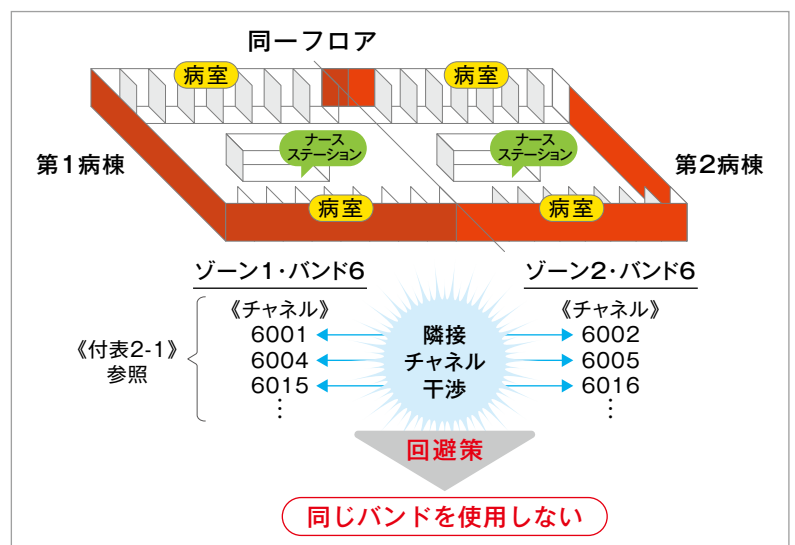 同一フロア
病室
病室
ナース
ステーション
ナース
ステーション
第1病棟
第2病棟
病室
病室
ゾーン1・バンド6
ゾーン2・バンド6
《チャネル》
《チャネル》
《付表2-1》
参照
6001
6004
6015
⋮
隣接
チャネル
干渉
6002
6005
6016
⋮
回避策
同じバンドを使用しない